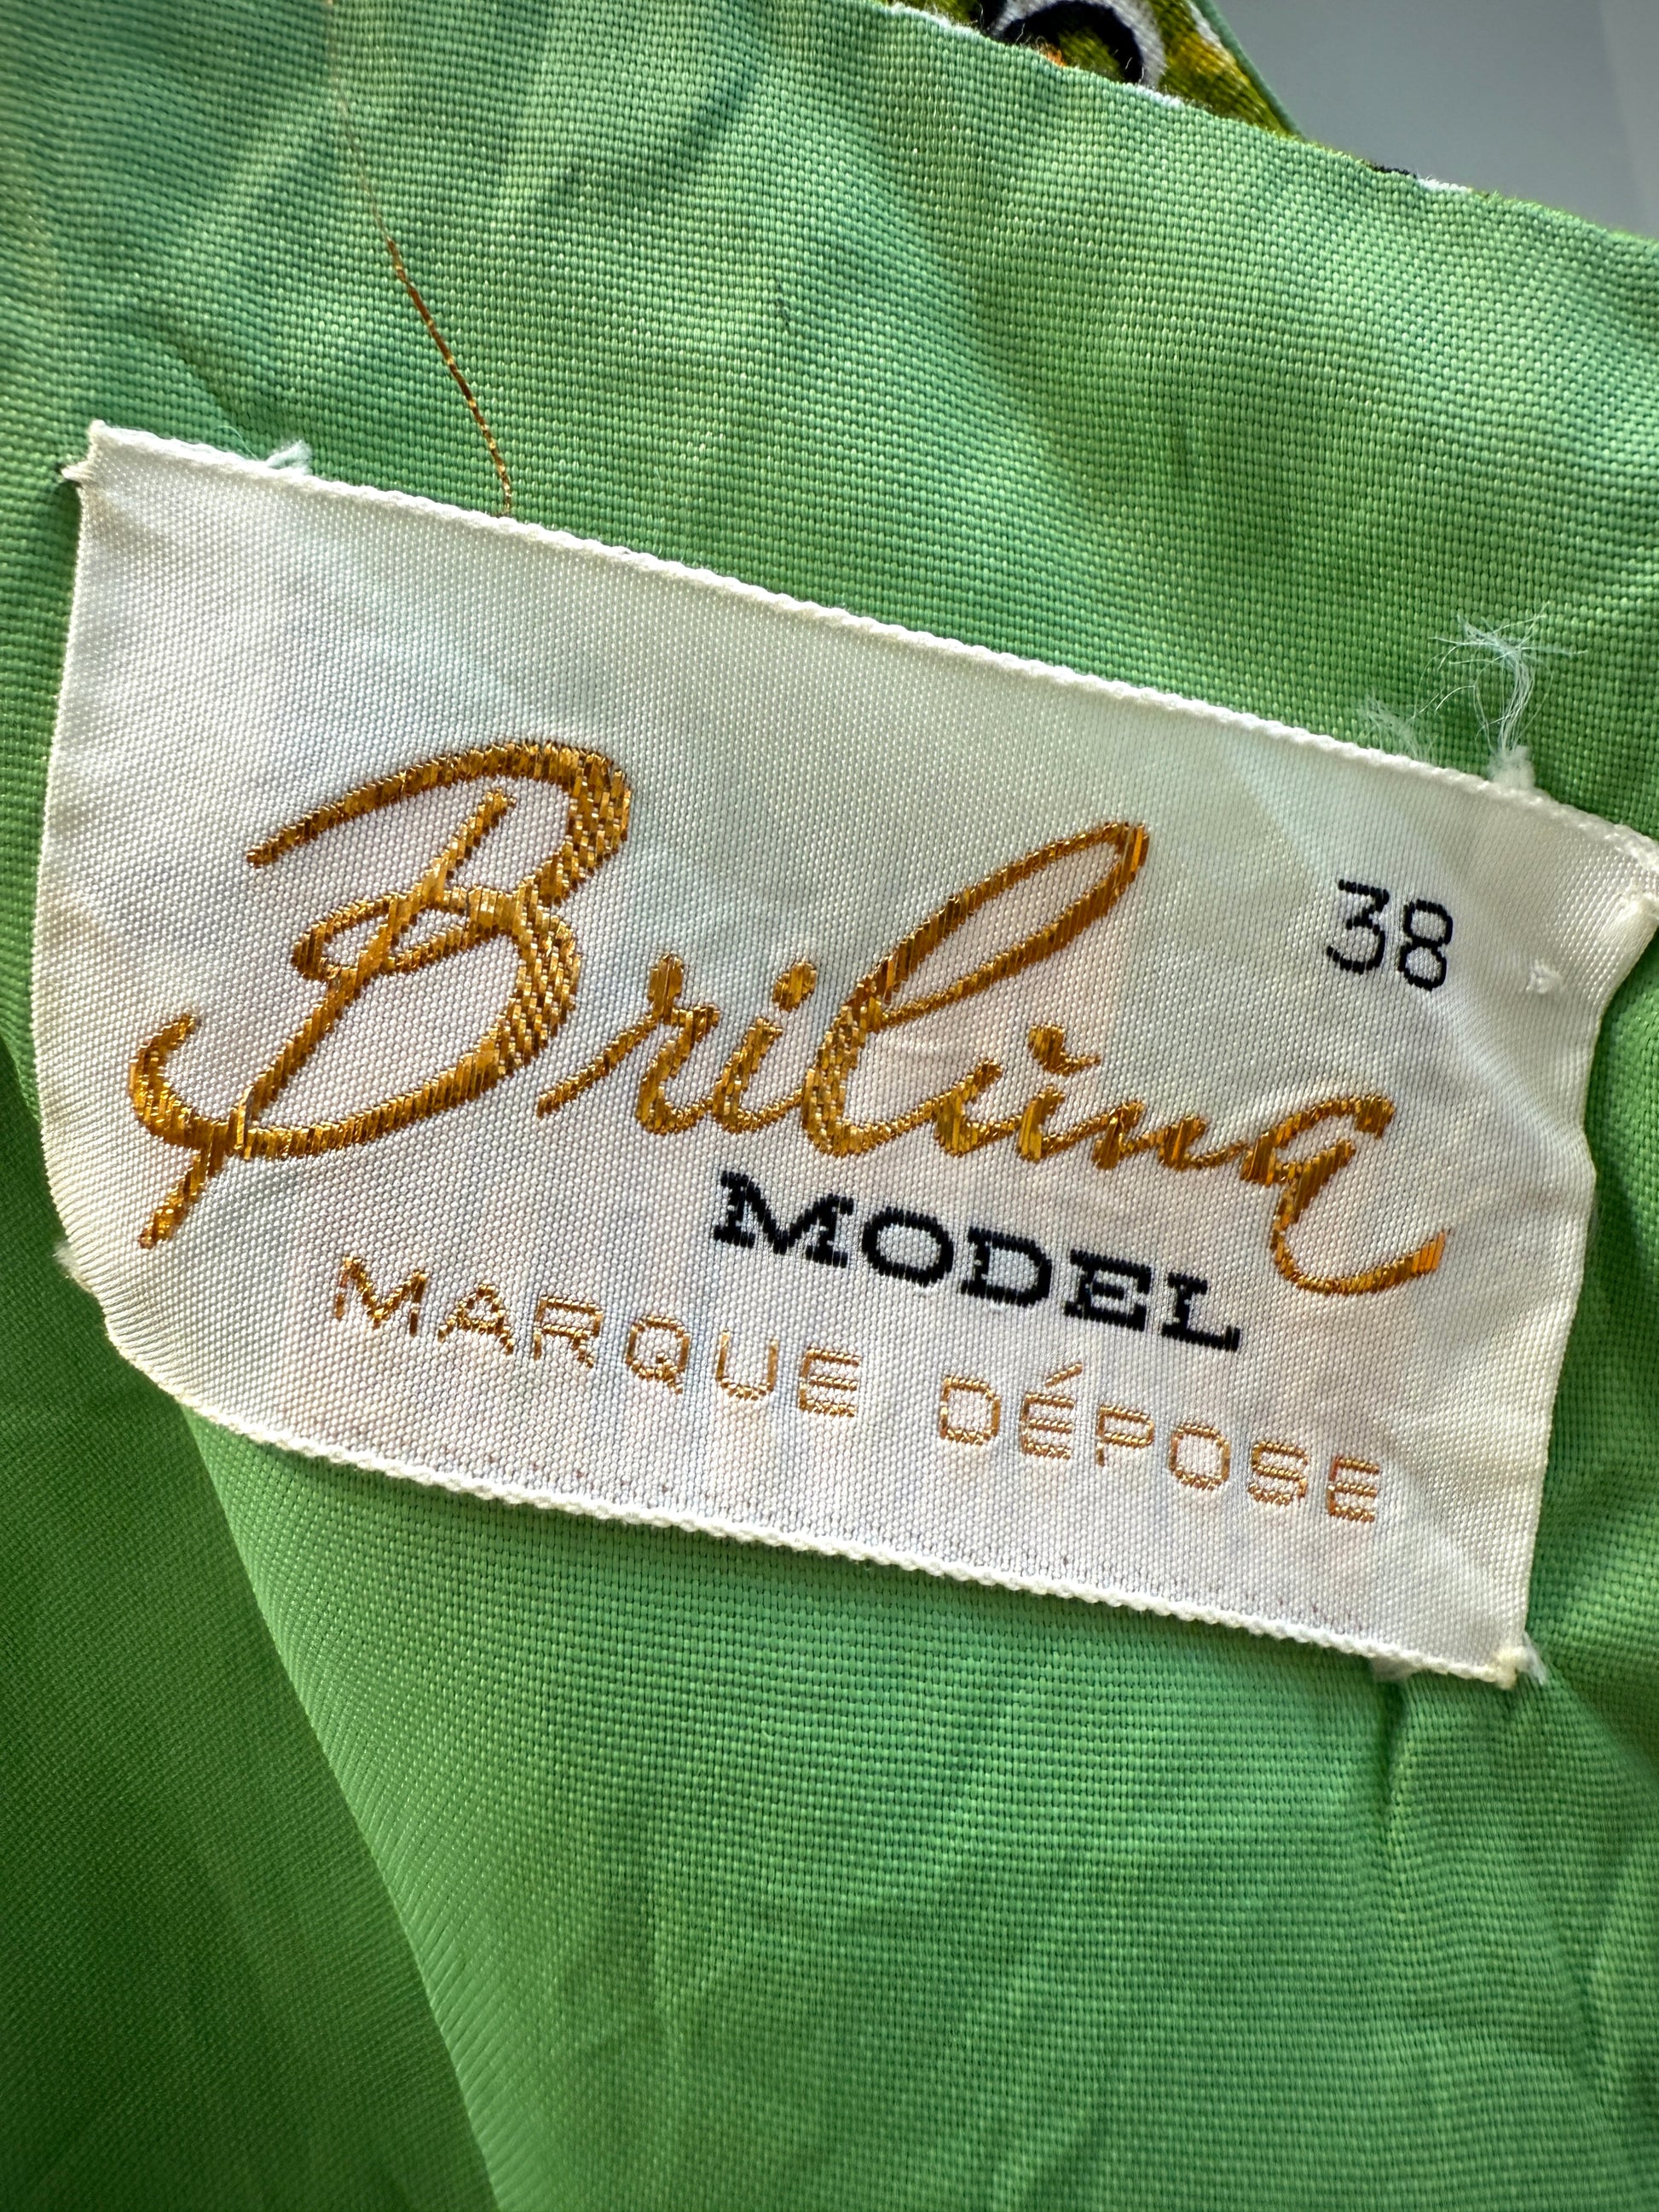 38
Brilina
MODEL
MARQUE DÉPOSE